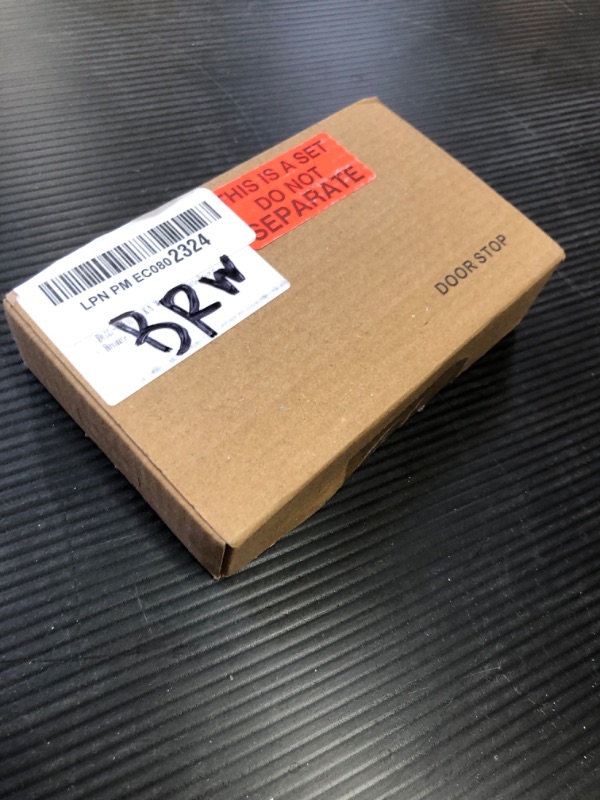 THIS IS A SET
DO NOT
SEPARATE
LPN PM EC0802324
BRW
DOOR STOP